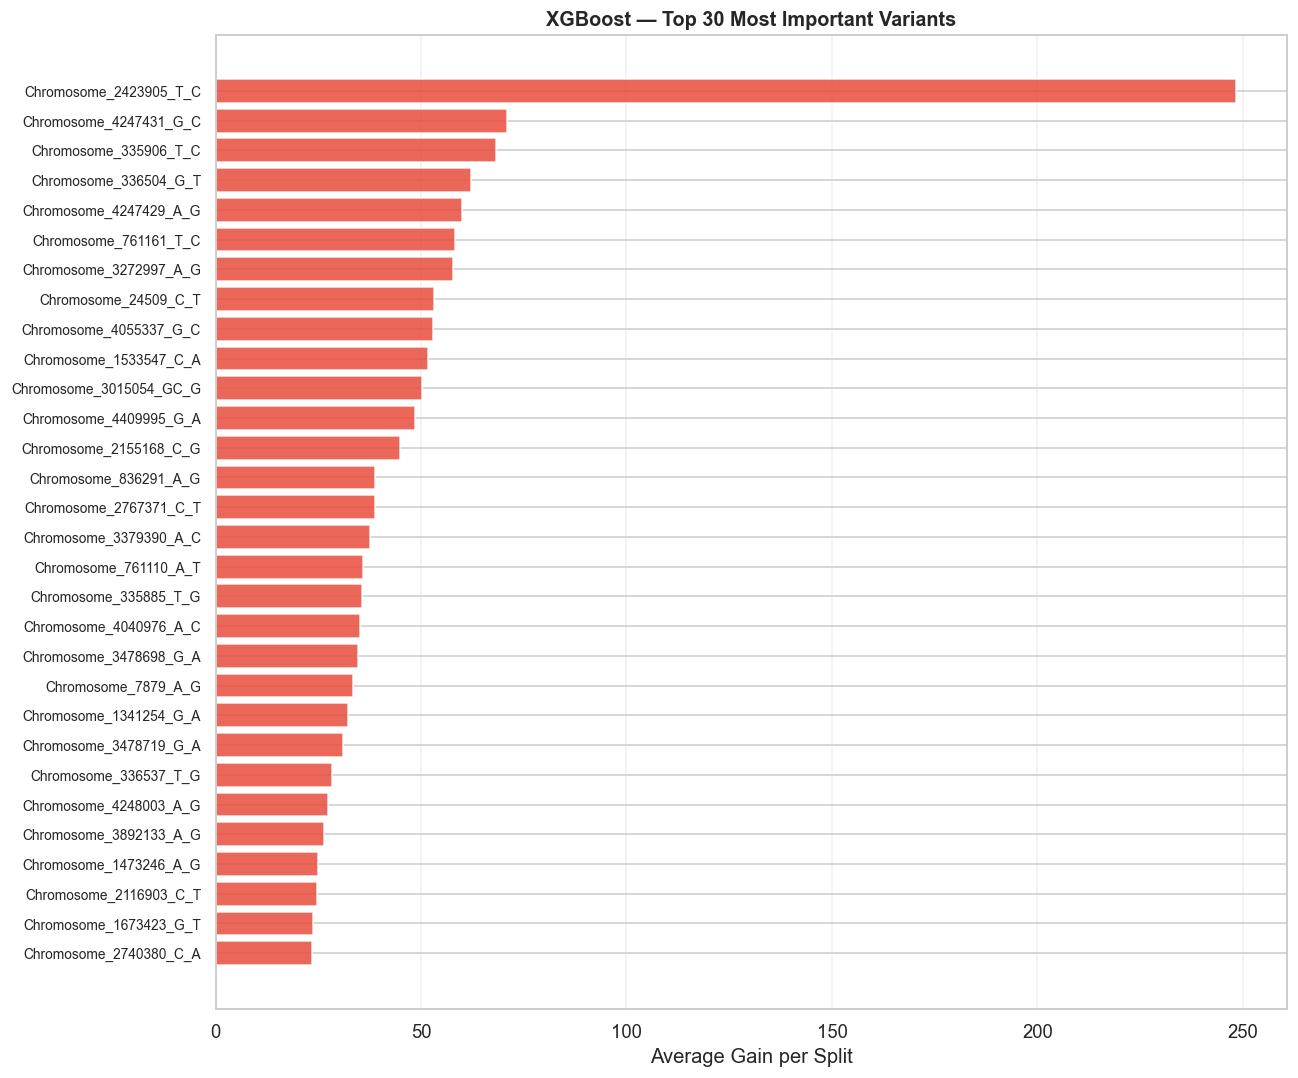 XGBoost — Top 30 Most Important Variants
Chromosome_2423905_T_C
Chromosome_4247431_G_C
Chromosome_335906_T_C
Chromosome_336504_G_T
Chromosome_4247429_A_G
Chromosome_761161_T_C
Chromosome_3272997_A_G
Chromosome_24509_C_T
Chromosome_4055337_G_C
Chromosome_1533547_C_A
Chromosome_3015054_GC_G
Chromosome_4409995_G_A
Chromosome_2155168_C_G
Chromosome_836291_A_G
Chromosome_2767371_C_T
Chromosome_3379390_A_C
Chromosome_761110_A_T
Chromosome_335885_T_G
Chromosome_4040976_A_C
Chromosome_3478698_G_A
Chromosome_7879_A_G
Chromosome_1341254_G_A
Chromosome_3478719_G_A
Chromosome_336537_T_G
Chromosome_4248003_A_G
Chromosome_3892133_A_G
Chromosome_1473246_A_G
Chromosome_2116903_C_T
Chromosome_1673423_G_T
Chromosome_2740380_C_A
0 50 100 150 200 250
Average Gain per Split